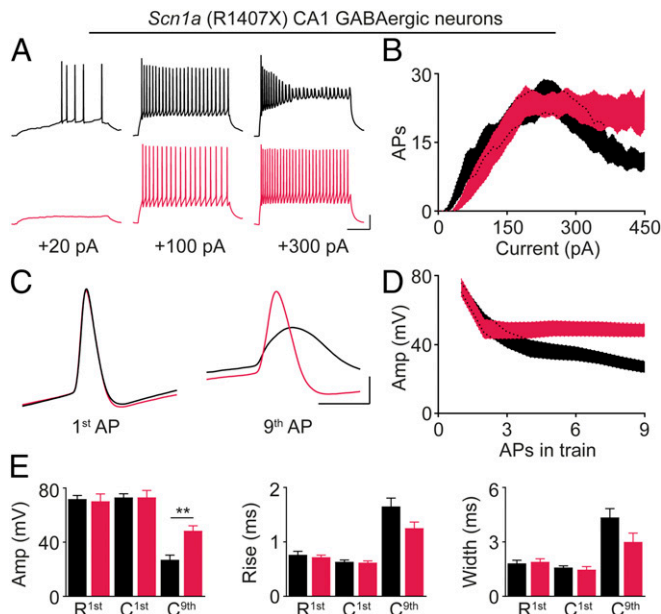 Scn1a (R1407X) CA1 GABAergic neurons
A
+20 pA +100 pA +300 pA
B
APs
30
15
0
0 150 300 450
Current (pA)
C
1st AP 9th AP
D
Amp (mV)
80
40
0
0 3 6 9
APs in train
E
Amp (mV)
80
40
0
**
R1st C1st C9th
Rise (ms)
2
1
0
R1st C1st C9th
Width (ms)
6
3
0
R1st C1st C9th